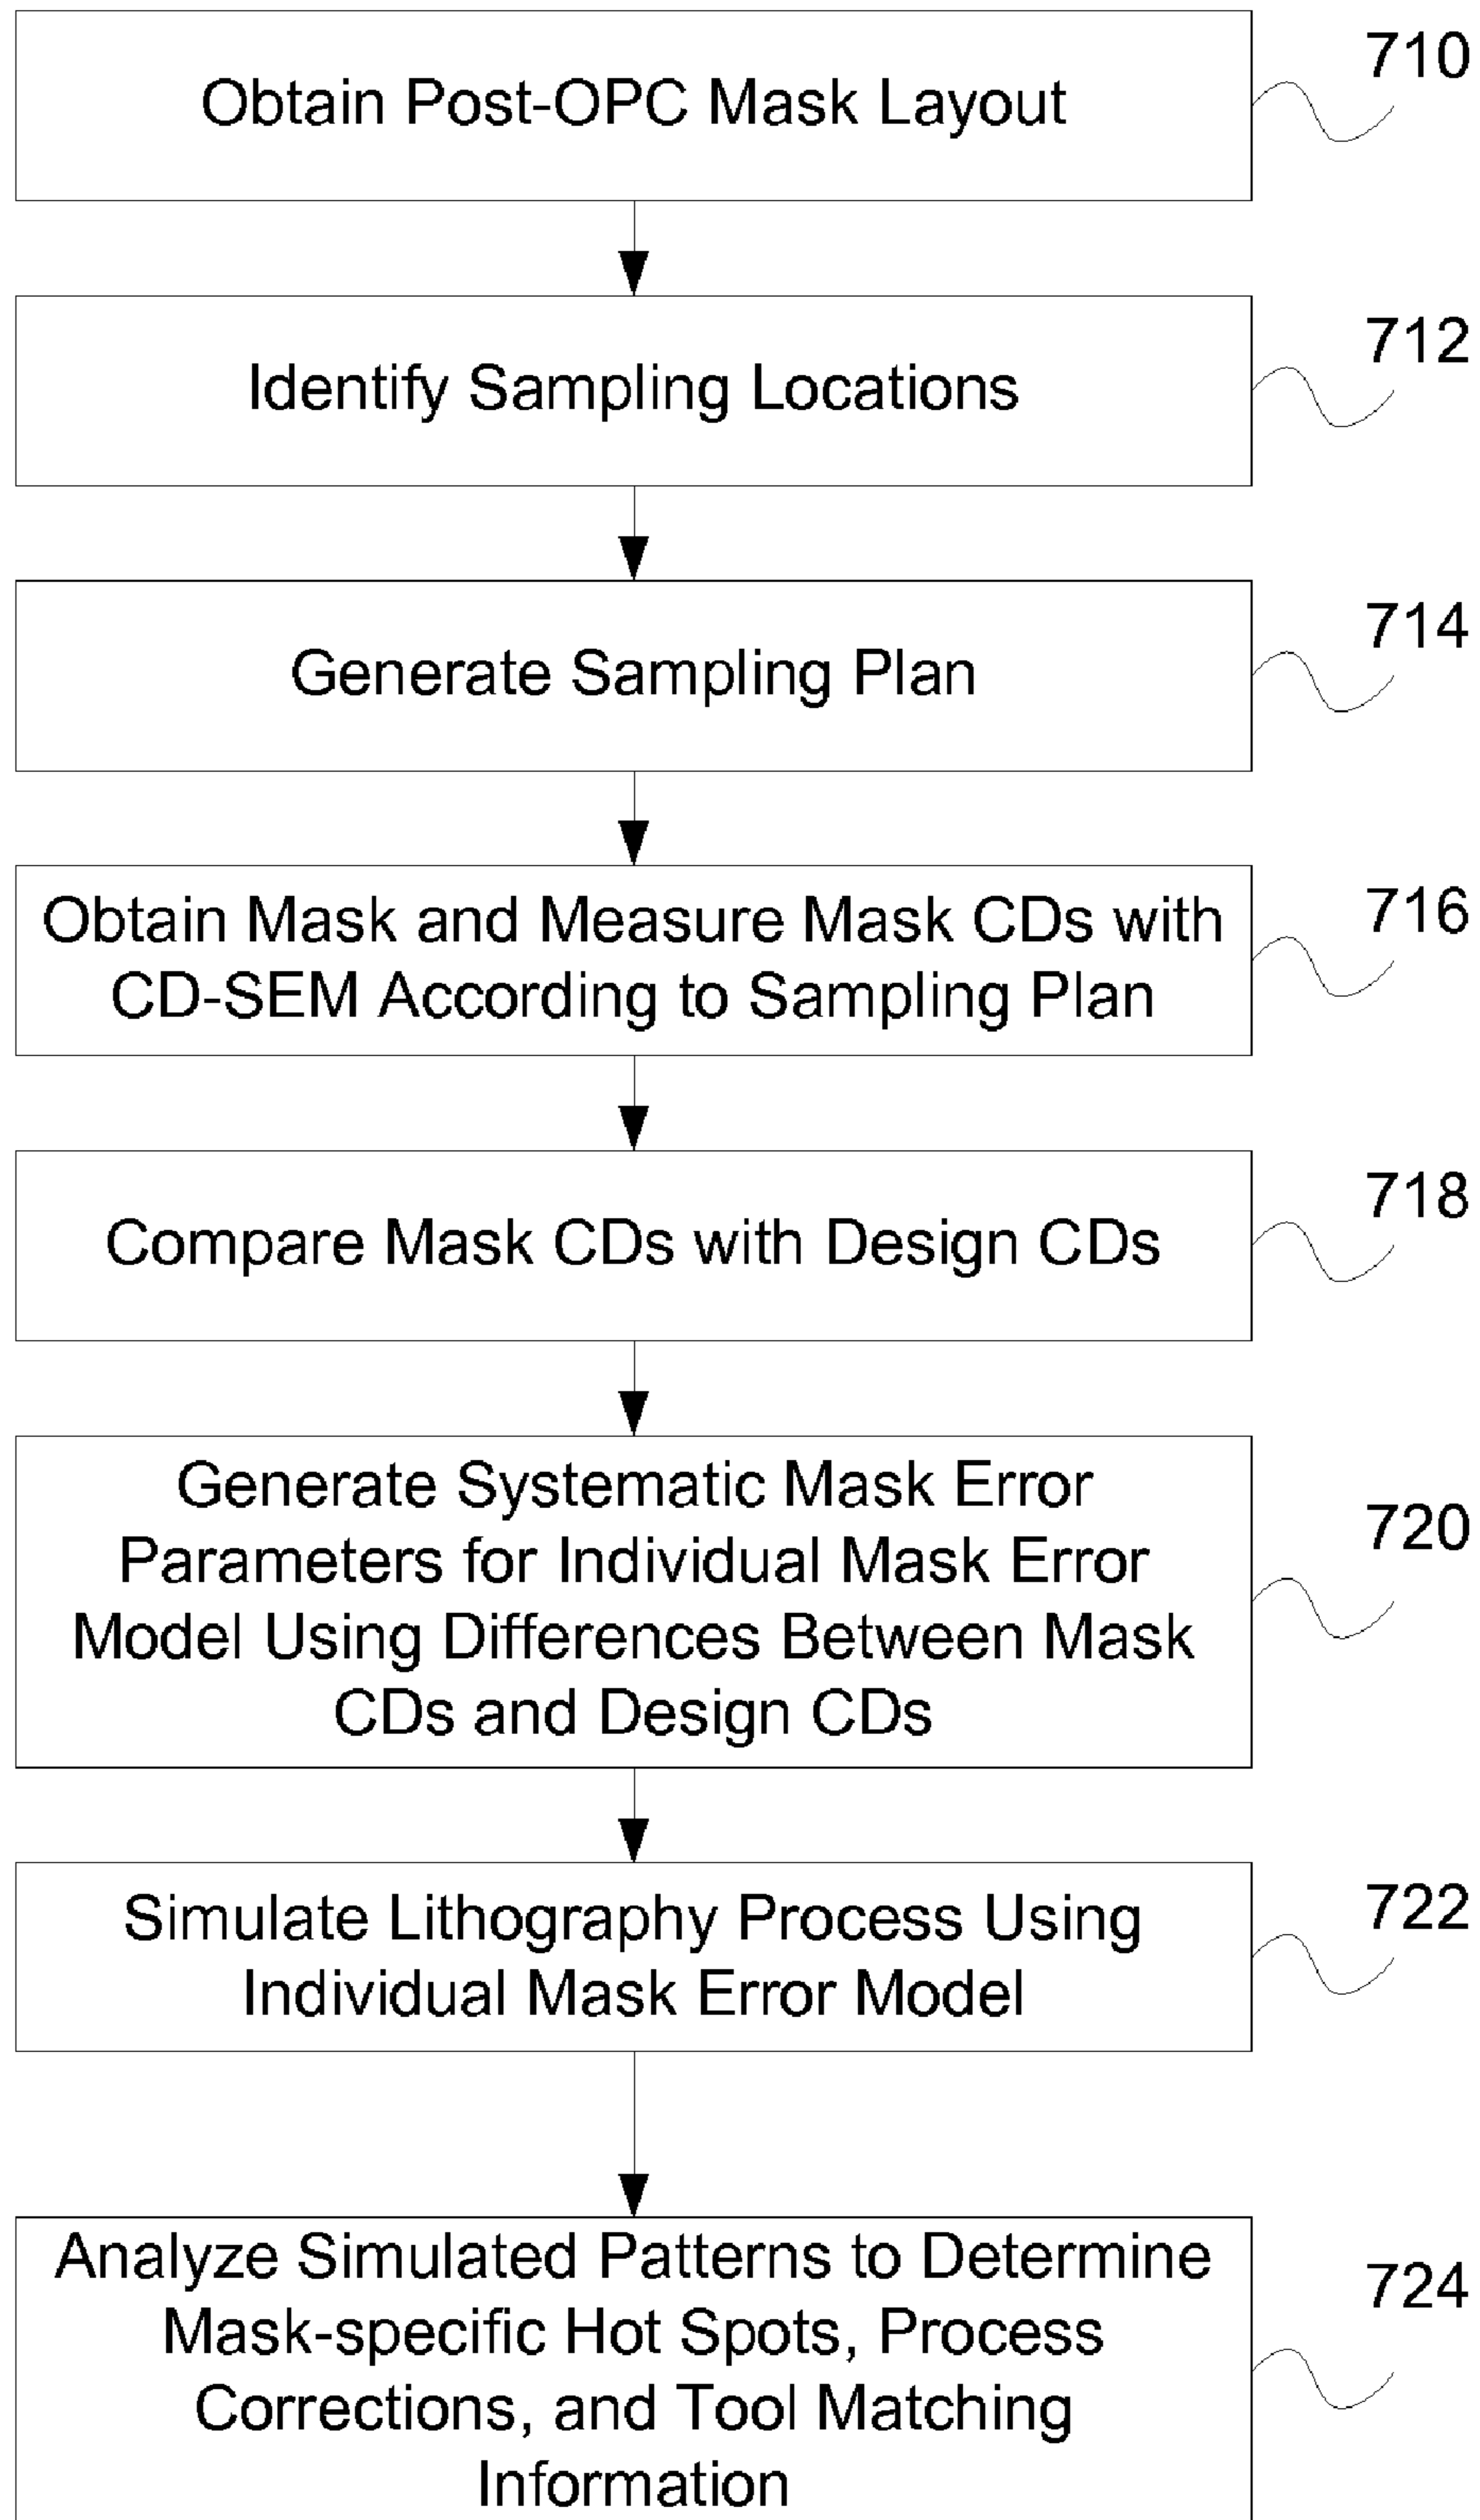 Obtain Post-OPC Mask Layout
710
Identify Sampling Locations
712
Generate Sampling Plan
714
Obtain Mask and Measure Mask CDs with
CD-SEM According to Sampling Plan
716
Compare Mask CDs with Design CDs
718
Generate Systematic Mask Error
Parameters for Individual Mask Error
Model Using Differences Between Mask
CDs and Design CDs
720
Simulate Lithography Process Using
Individual Mask Error Model
722
Analyze Simulated Patterns to Determine
Mask-specific Hot Spots, Process
Corrections, and Tool Matching
Information
724